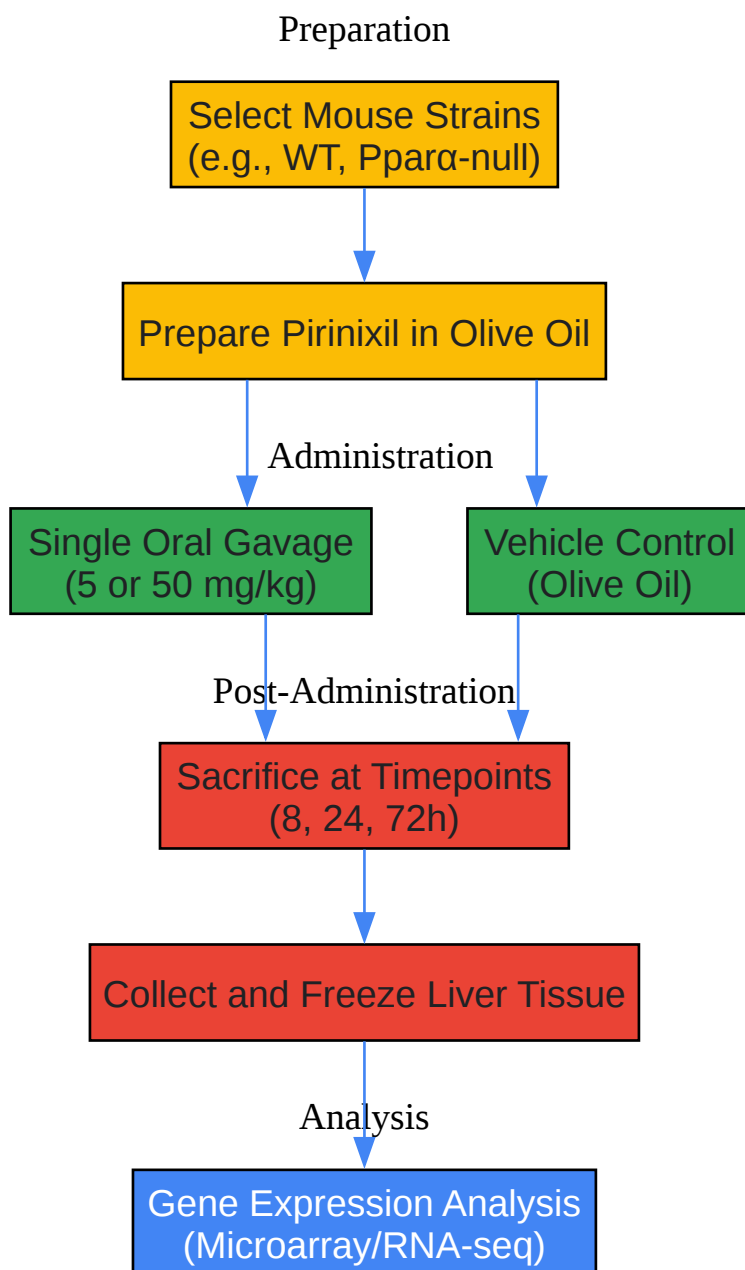 Preparation
Select Mouse Strains
(e.g., WT, Pparα-null)
Prepare Pirinixil in Olive Oil
Administration
Single Oral Gavage
(5 or 50 mg/kg)
Vehicle Control
(Olive Oil)
Post-Administration
Sacrifice at Timepoints
(8, 24, 72h)
Collect and Freeze Liver Tissue
Analysis
Gene Expression Analysis
(Microarray/RNA-seq)